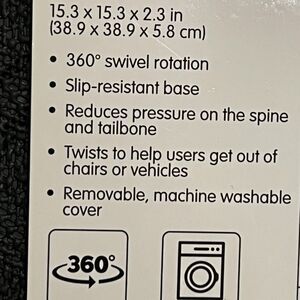 15.3 x 15.3 x 2.3 in
(38.9 x 38.9 x 5.8 cm)
• 360° swivel rotation
• Slip-resistant base
• Reduces pressure on the spine
and tailbone
• Twists to help users get out of
chairs or vehicles
• Removable, machine washable
cover
360°